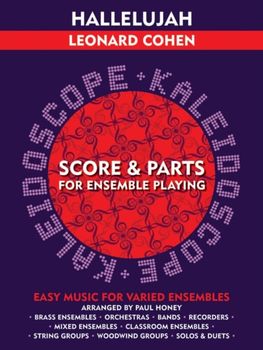 HALLELUJAH
LEONARD COHEN
KALEIDOSCOPE + KALEIDOSCOPE +
SCORE & PARTS
FOR ENSEMBLE PLAYING
EASY MUSIC FOR VARIED ENSEMBLES
ARRANGED BY PAUL HONEY
• BRASS ENSEMBLES • ORCHESTRAS • BANDS • RECORDERS •
• MIXED ENSEMBLES • CLASSROOM ENSEMBLES •
• STRING GROUPS • WOODWIND GROUPS • SOLOS & DUETS •